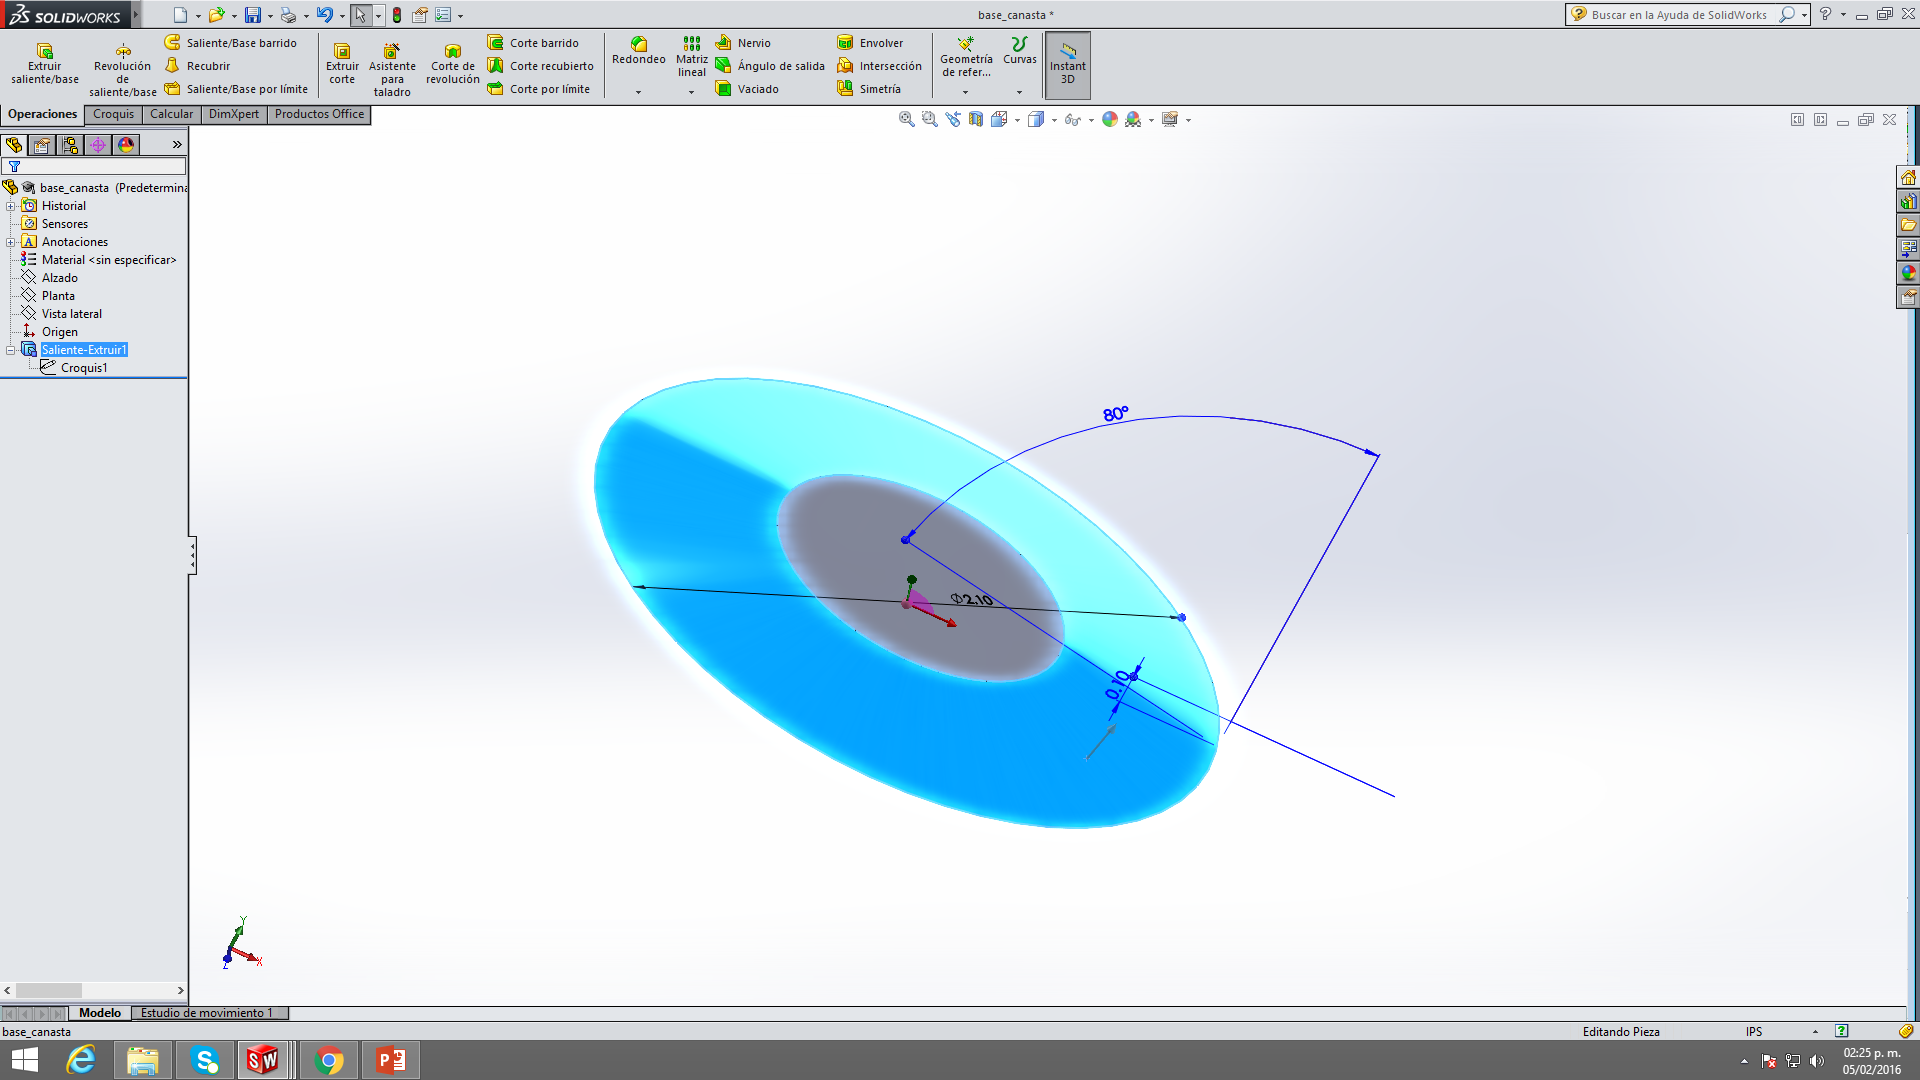 SOLIDWORKS
base_canasta *
Buscar en la Ayuda de SolidWorks
Extruir saliente/base
Revolución de saliente/base
Saliente/Base barrido
Recubrir
Saliente/Base por límite
Extruir corte
Asistente para taladro
Corte de revolución
Corte barrido
Corte recubierto
Corte por límite
Redondeo
Matriz lineal
Nervio
Ángulo de salida
Vaciado
Envolver
Intersección
Simetría
Geometría de refer...
Curvas
Instant 3D
Operaciones
Croquis
Calcular
DimXpert
Productos Office
base_canasta (Predetermina
Historial
Sensores
Anotaciones
Material <sin especificar>
Alzado
Planta
Vista lateral
Origen
Saliente-Extruir1
Croquis1
80°
Ø2.10
0.10
Y
X
Z
Modelo
Estudio de movimiento 1
base_canasta
Editando Pieza
IPS
02:25 p. m.
05/02/2016